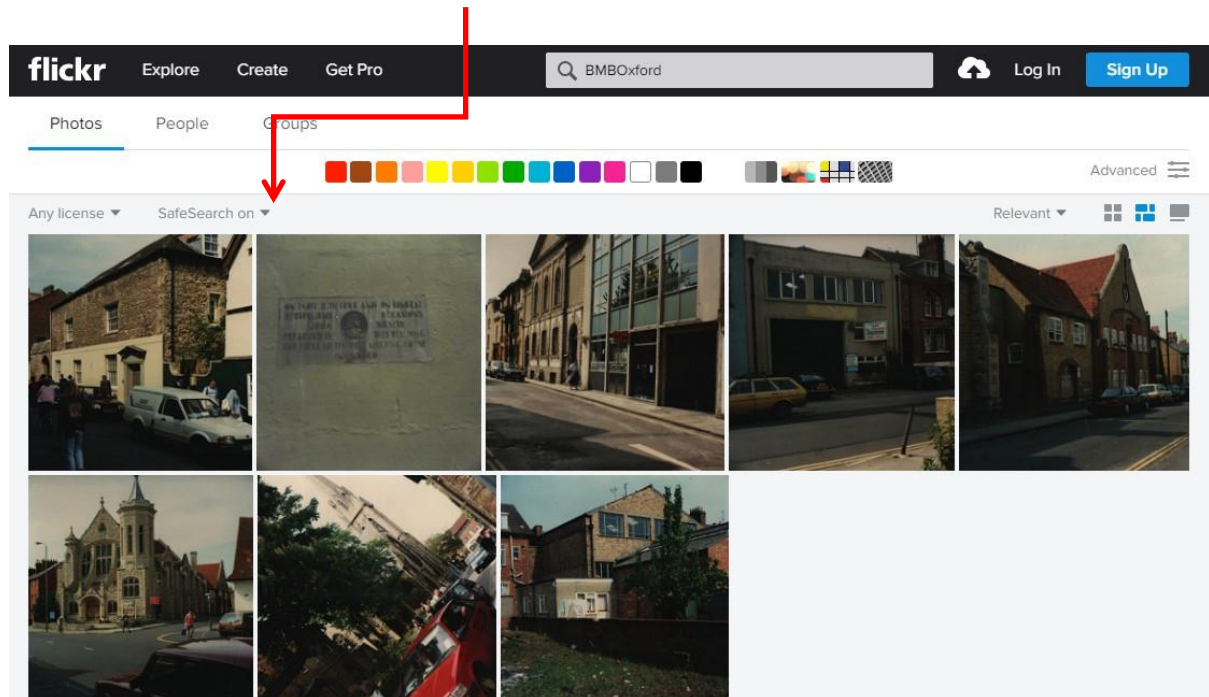 flickr Explore Create Get Pro BMBOxford Log In Sign Up
Photos People Groups
Advanced
Any license SafeSearch on Relevant